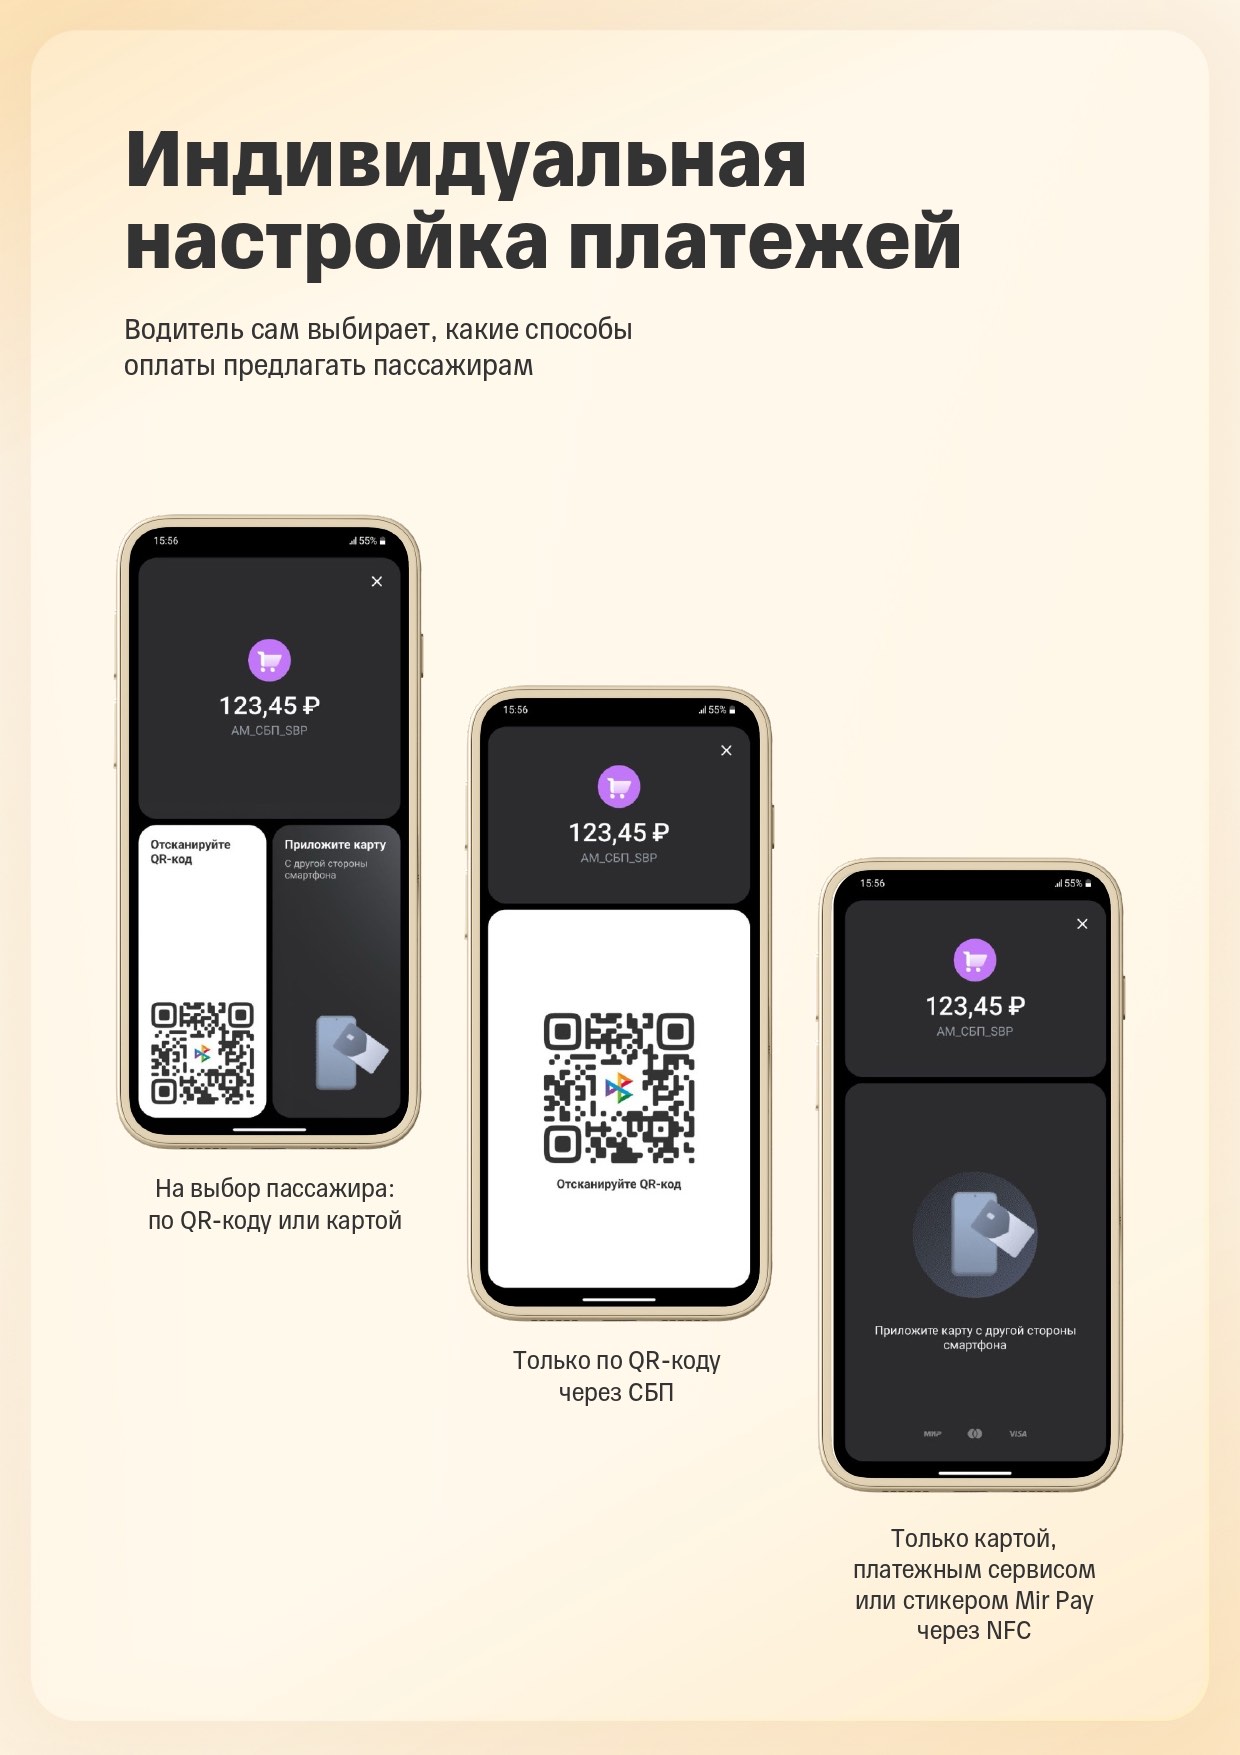 Индивидуальная
настройка платежей
Водитель сам выбирает, какие способы
оплаты предлагать пассажирам
15:56
55%
123,45 ₽
АМ_СБП_SBP
Отсканируйте
QR-код
Приложите карту
С другой стороны
смартфона
На выбор пассажира:
по QR-коду или картой
15:56
55%
123,45 ₽
АМ_СБП_SBP
Отсканируйте QR-код
Только по QR-коду
через СБП
15:56
55%
123,45 ₽
АМ_СБП_SBP
Приложите карту с другой стороны
смартфона
МИР
VISA
Только картой,
платежным сервисом
или стикером Mir Pay
через NFC